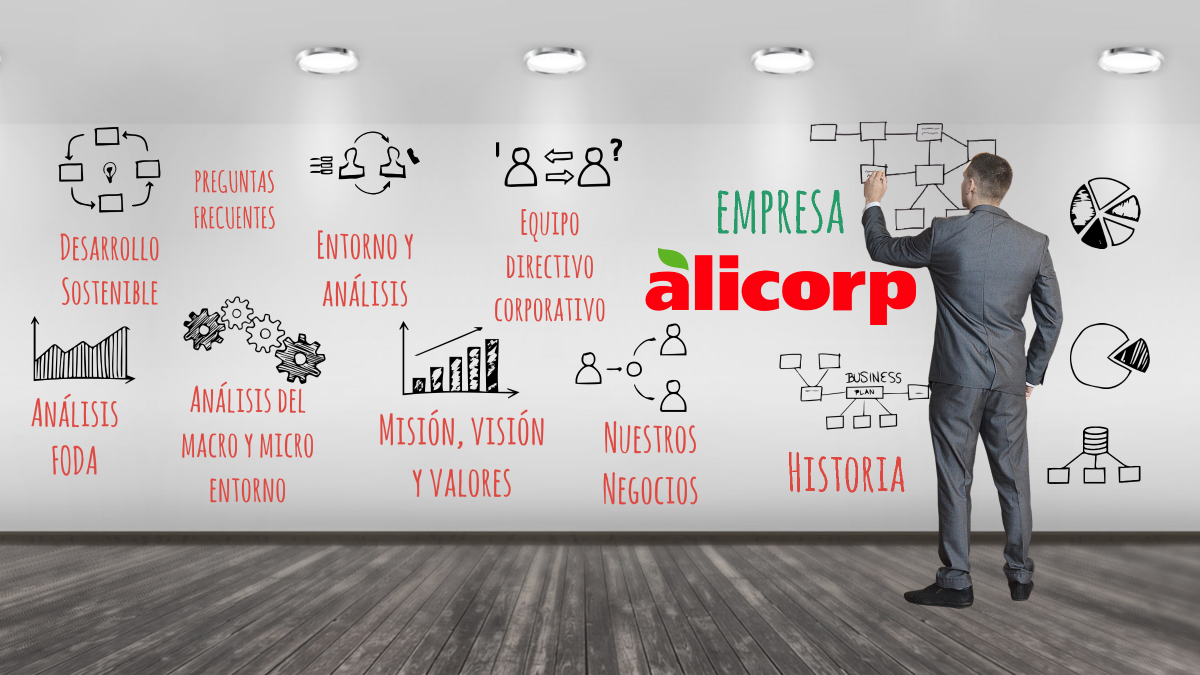 EMPRESA
alicorp
Desarrollo
Sostenible
PREGUNTAS
FRECUENTES
Entorno y
análisis
Equipo
directivo
corporativo
?
Análisis
FODA
Análisis del
macro y micro
entorno
Misión, visión
y valores
Nuestros
Negocios
BUSINESS
PLAN
Historia